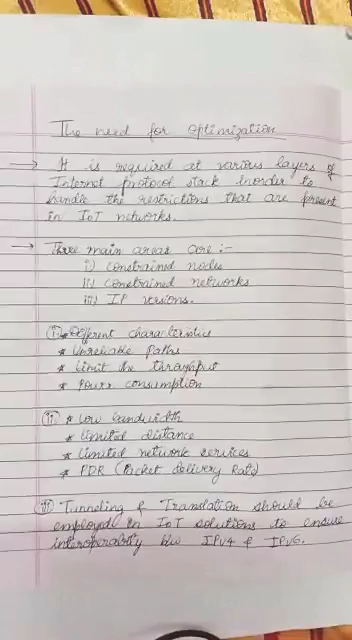 The need for optimization
→ It is required at various layers of
Internet protocol stack inorder to
handle the restrictions that are present
in IoT networks.
→ Three main areas are :-
i) constrained nodes
ii) constrained networks
iii) IP versions.
(i) * Different characteristics
* Unreliable Paths
* Limit the throughput
* Power consumption
(ii) * Low bandwidth
* Limited distance
* Limited network services
* PDR (Packet delivery Rate)
(iii) Tunneling & Translation should be
employed in IoT solutions to ensure
interoperability b/w IPv4 & IPv6.